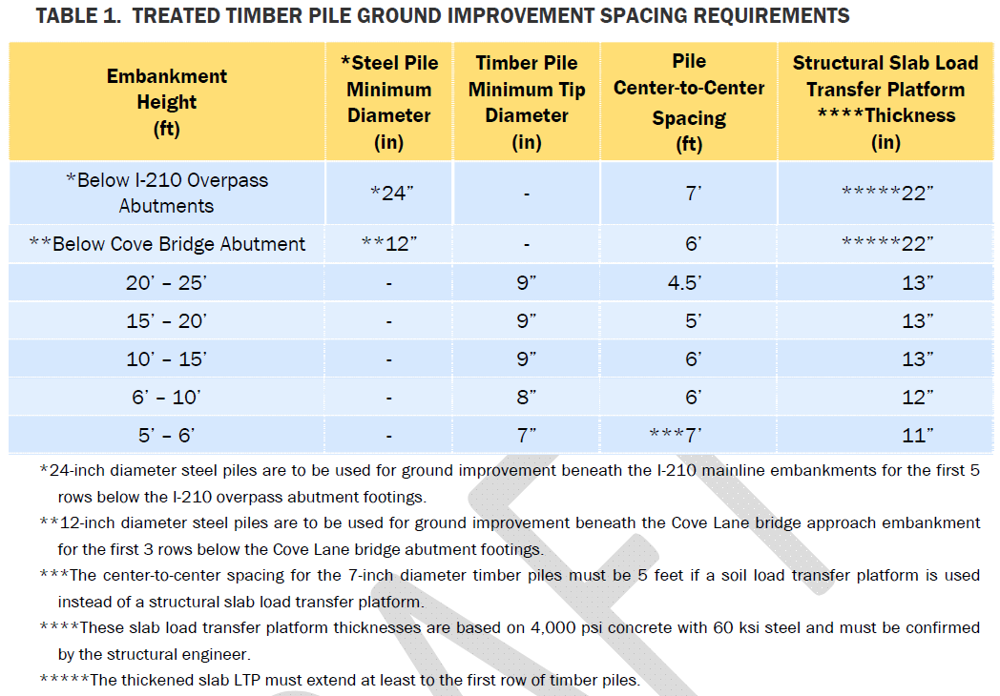 TABLE 1. TREATED TIMBER PILE GROUND IMPROVEMENT SPACING REQUIREMENTS
Embankment
Height
(ft)
*Steel Pile
Minimum
Diameter
(in)
Timber Pile
Minimum Tip
Diameter
(in)
Pile
Center-to-Center
Spacing
(ft)
Structural Slab Load
Transfer Platform
****Thickness
(in)
*Below I-210 Overpass
Abutments
*24”
-
7’
*****22”
**Below Cove Bridge Abutment
**12”
-
6’
*****22”
20’ – 25’
-
9”
4.5’
13”
15’ – 20’
-
9”
5’
13”
10’ – 15’
-
9”
6’
13”
6’ – 10’
-
8”
6’
12”
5’ – 6’
-
7”
***7’
11”
*24-inch diameter steel piles are to be used for ground improvement beneath the I-210 mainline embankments for the first 5
rows below the I-210 overpass abutment footings.
**12-inch diameter steel piles are to be used for ground improvement beneath the Cove Lane bridge approach embankment
for the first 3 rows below the Cove Lane bridge abutment footings.
***The center-to-center spacing for the 7-inch diameter timber piles must be 5 feet if a soil load transfer platform is used
instead of a structural slab load transfer platform.
****These slab load transfer platform thicknesses are based on 4,000 psi concrete with 60 ksi steel and must be confirmed
by the structural engineer.
*****The thickened slab LTP must extend at least to the first row of timber piles.